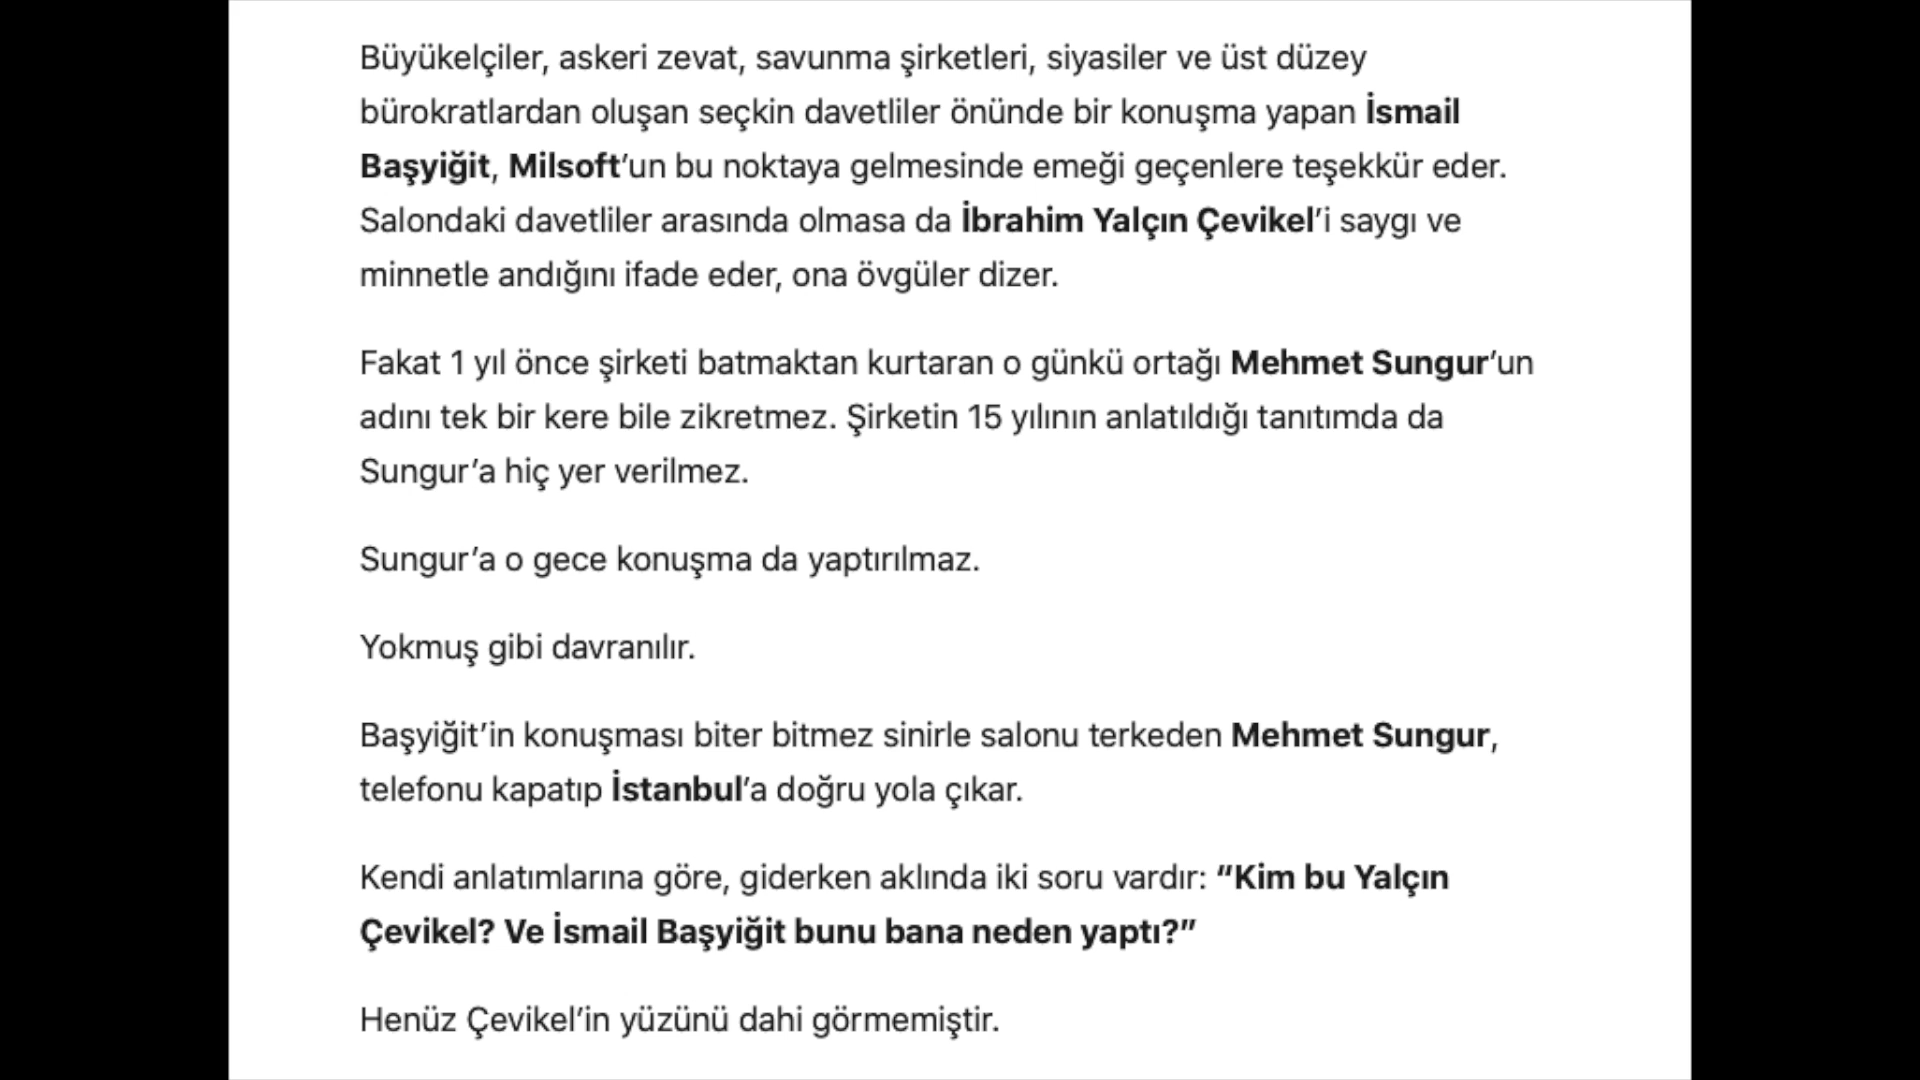 Büyükelçiler, askeri zevat, savunma şirketleri, siyasiler ve üst düzey
bürokratlardan oluşan seçkin davetliler önünde bir konuşma yapan İsmail
Başyiğit, Milsoft’un bu noktaya gelmesinde emeği geçenlere teşekkür eder.
Salondaki davetliler arasında olmasa da İbrahim Yalçın Çevikel’i saygı ve
minnetle andığını ifade eder, ona övgüler dizer.
Fakat 1 yıl önce şirketi batmaktan kurtaran o günkü ortağı Mehmet Sungur’un
adını tek bir kere bile zikretmez. Şirketin 15 yılının anlatıldığı tanıtımda da
Sungur’a hiç yer verilmez.
Sungur’a o gece konuşma da yaptırılmaz.
Yokmuş gibi davranılır.
Başyiğit’in konuşması biter bitmez sinirle salonu terkeden Mehmet Sungur,
telefonu kapatıp İstanbul’a doğru yola çıkar.
Kendi anlatımlarına göre, giderken aklında iki soru vardır: “Kim bu Yalçın
Çevikel? Ve İsmail Başyiğit bunu bana neden yaptı?”
Henüz Çevikel’in yüzünü dahi görmemiştir.